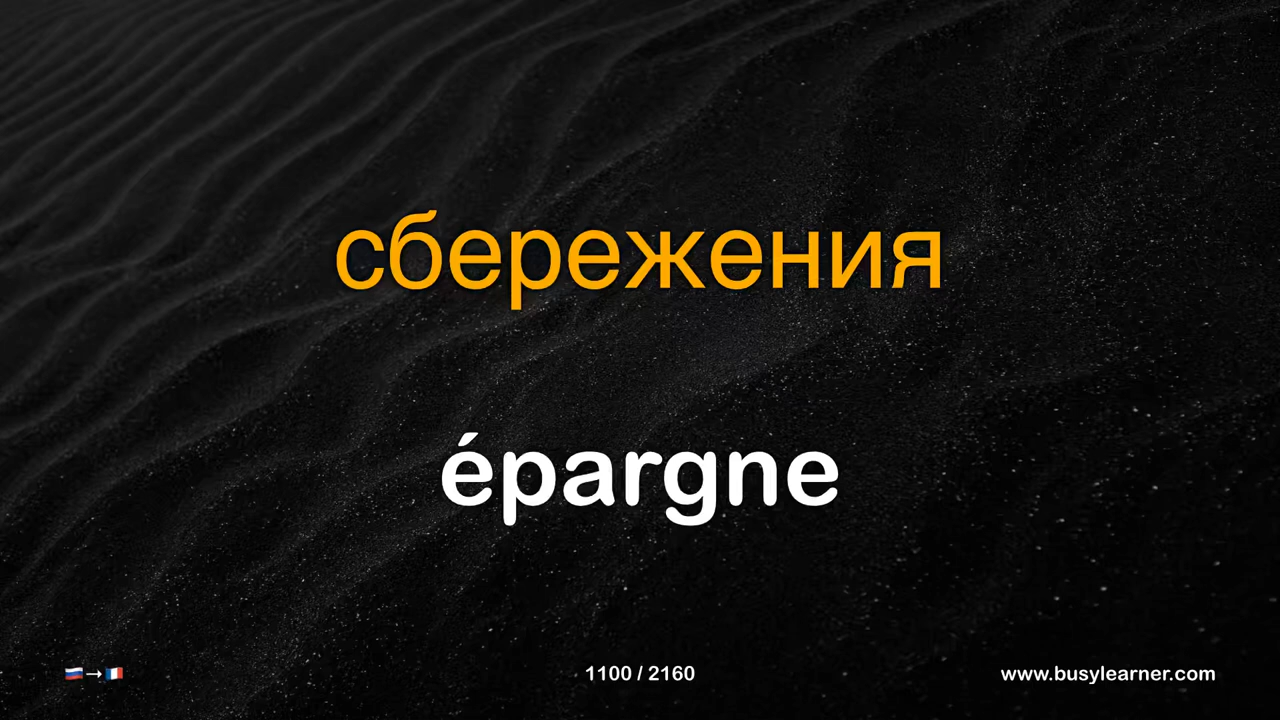 сбережения
épargne
🇷🇺→🇫🇷
1100 / 2160
www.busylearner.com